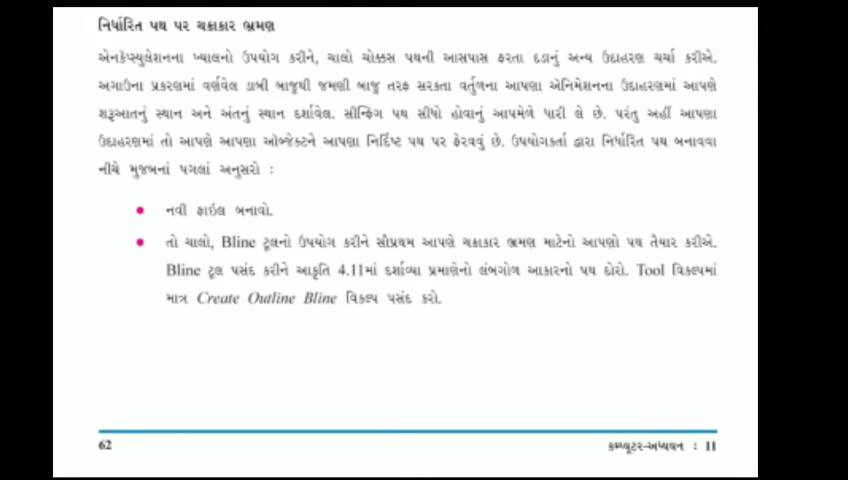 નિર્ધારિત પથ પર ચક્રાકાર ભ્રમણ
એનકૅપ્સ્યુલેશનના ખ્યાલનો ઉપયોગ કરીને, ચાલો ચોક્કસ પથની આસપાસ ફરતા દડાનું અન્ય ઉદાહરણ ચર્ચા કરીએ.
અગાઉના પ્રકરણમાં વર્ણવેલ ડાબી બાજુથી જમણી બાજુ તરફ સરકતા વર્તુળના આપણા ઍનિમેશનના ઉદાહરણમાં આપણે
શરૂઆતનું સ્થાન અને અંતનું સ્થાન દર્શાવેલ. સીન્ફિગ પથ સીધો હોવાનું આપમેળે ધારી લે છે. પરંતુ અહીં આપણા
ઉદાહરણમાં તો આપણે આપણા ઑબ્જેક્ટને આપણા નિર્દિષ્ટ પથ પર ફેરવવું છે. ઉપયોગકર્તા દ્વારા નિર્ધારિત પથ બનાવવા
નીચે મુજબનાં પગલાં અનુસરો :
● નવી ફાઈલ બનાવો.
● તો ચાલો, Bline ટૂલનો ઉપયોગ કરીને સૌપ્રથમ આપણે ચક્રાકાર ભ્રમણ માટેનો આપણો પથ તૈયાર કરીએ.
Bline ટૂલ પસંદ કરીને આકૃતિ 4.11માં દર્શાવ્યા પ્રમાણેનો લંબગોળ આકારનો પથ દોરો. Tool વિકલ્પમાં
માત્ર Create Outline Bline વિકલ્પ પસંદ કરો.
62 કમ્પ્યૂટર-અધ્યયન : 11